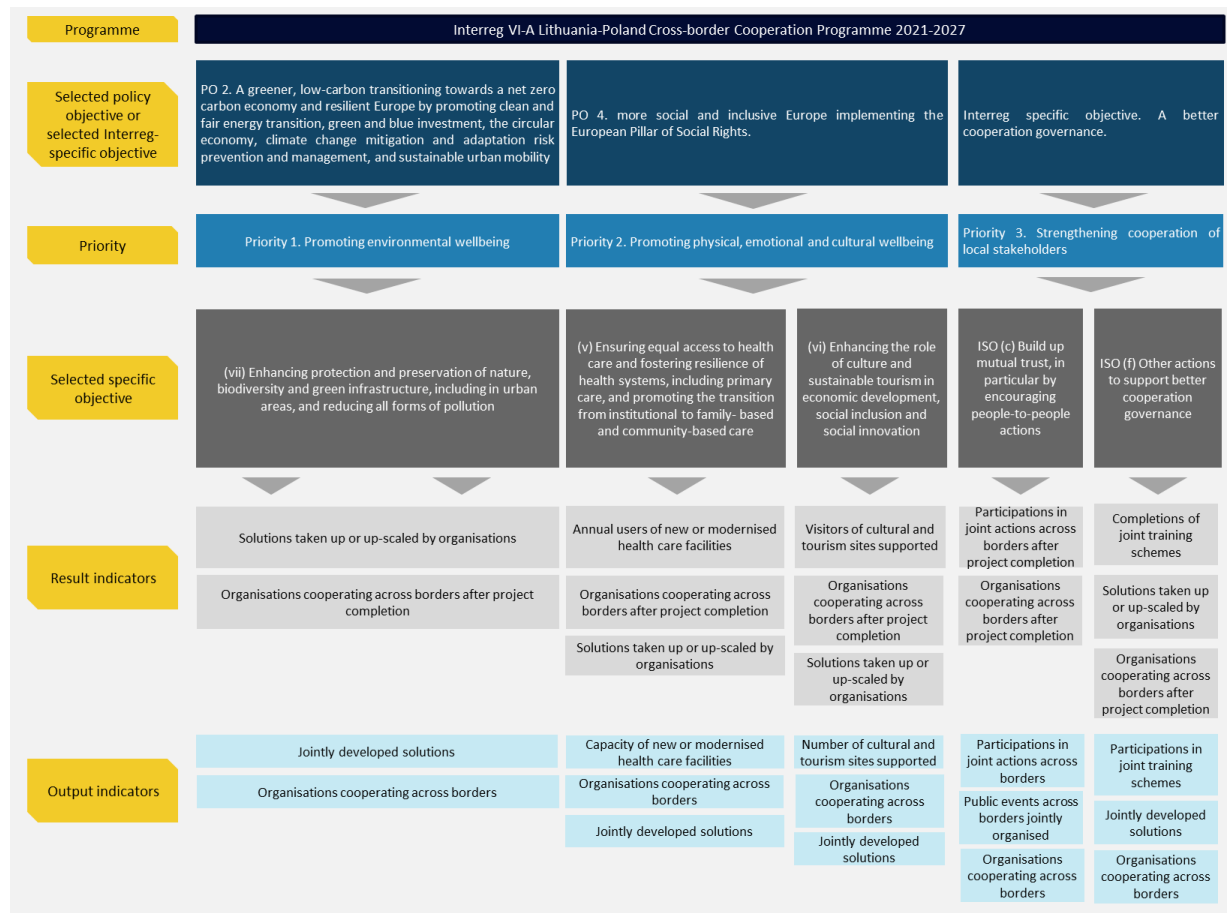 Programme
Interreg VI-A Lithuania-Poland Cross-border Cooperation Programme 2021-2027
Selected policy
objective or
selected Interreg-
specific objective
PO 2. A greener, low-carbon transitioning towards a net zero
carbon economy and resilient Europe by promoting clean and
fair energy transition, green and blue investment, the circular
economy, climate change mitigation and adaptation risk
prevention and management, and sustainable urban mobility
PO 4. more social and inclusive Europe implementing the
European Pillar of Social Rights.
Interreg specific objective. A better
cooperation governance.
Priority
Priority 1. Promoting environmental wellbeing
Priority 2. Promoting physical, emotional and cultural wellbeing
Priority 3. Strengthening cooperation of
local stakeholders
Selected specific
objective
(vii) Enhancing protection and preservation of nature,
biodiversity and green infrastructure, including in urban
areas, and reducing all forms of pollution
(v) Ensuring equal access to health
care and fostering resilience of
health systems, including primary
care, and promoting the transition
from institutional to family- based
and community-based care
(vi) Enhancing the role
of culture and
sustainable tourism in
economic development,
social inclusion and
social innovation
ISO (c) Build up
mutual trust, in
particular by
encouraging
people-to-people
actions
ISO (f) Other actions
to support better
cooperation
governance
Result indicators
Solutions taken up or up-scaled by organisations
Organisations cooperating across borders after project
completion
Annual users of new or modernised
health care facilities
Organisations cooperating across
borders after project completion
Solutions taken up or up-scaled by
organisations
Visitors of cultural and
tourism sites supported
Organisations
cooperating across
borders after project
completion
Solutions taken up or
up-scaled by
organisations
Participations in
joint actions across
borders after
project completion
Organisations
cooperating across
borders after
project completion
Completions of
joint training
schemes
Solutions taken up
or up-scaled by
organisations
Organisations
cooperating across
borders after
project completion
Output indicators
Jointly developed solutions
Organisations cooperating across borders
Capacity of new or modernised
health care facilities
Organisations cooperating across
borders
Jointly developed solutions
Number of cultural and
tourism sites supported
Organisations
cooperating across
borders
Jointly developed
solutions
Participations in
joint actions across
borders
Public events across
borders jointly
organised
Organisations
cooperating across
borders
Participations in
joint training
schemes
Jointly developed
solutions
Organisations
cooperating across
borders